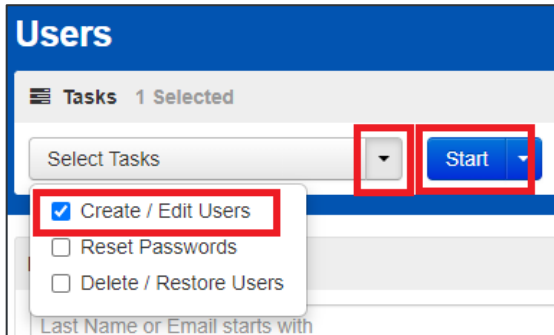 Users
Tasks 1 Selected
Select Tasks
Start
Create / Edit Users
Reset Passwords
Delete / Restore Users
Last Name or Email starts with